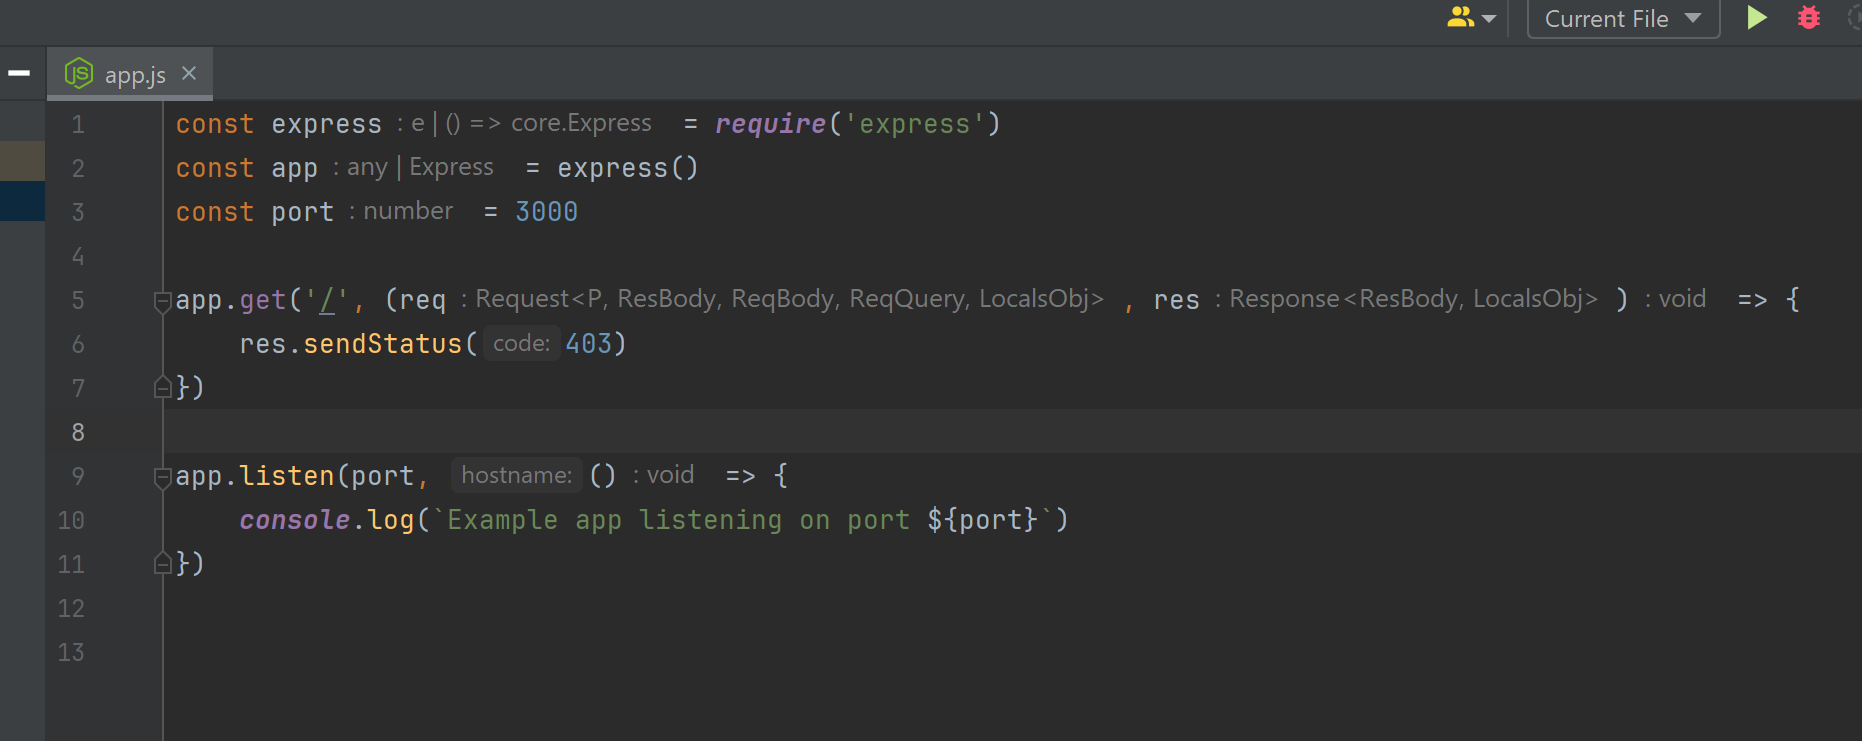 Current File
JS app.js
1 const express : e | () => core.Express = require('express')
2 const app : any | Express = express()
3 const port : number = 3000
4
5 app.get('/', (req : Request<P, ResBody, ReqBody, ReqQuery, LocalsObj> , res : Response<ResBody, LocalsObj> ) : void => {
6 res.sendStatus( code: 403)
7 })
8
9 app.listen(port, hostname: () : void => {
10 console.log(`Example app listening on port ${port}`)
11 })
12
13